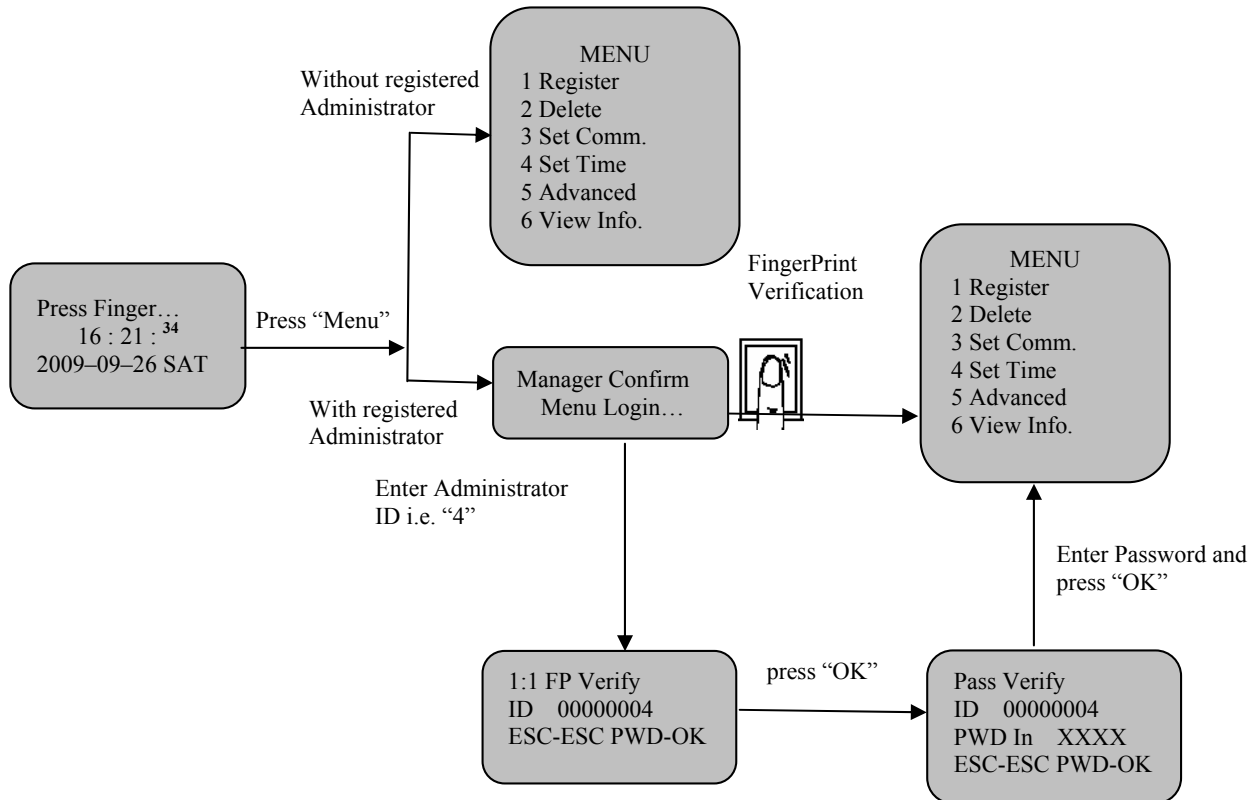 MENU
1 Register
2 Delete
3 Set Comm.
4 Set Time
5 Advanced
6 View Info.
Without registered
Administrator
Press Finger…
16 : 21 : 34
2009–09–26 SAT
Press “Menu”
With registered
Administrator
Manager Confirm
Menu Login…
FingerPrint
Verification
MENU
1 Register
2 Delete
3 Set Comm.
4 Set Time
5 Advanced
6 View Info.
Enter Administrator
ID i.e. “4”
1:1 FP Verify
ID 00000004
ESC-ESC PWD-OK
press “OK”
Pass Verify
ID 00000004
PWD In XXXX
ESC-ESC PWD-OK
Enter Password and
press “OK”